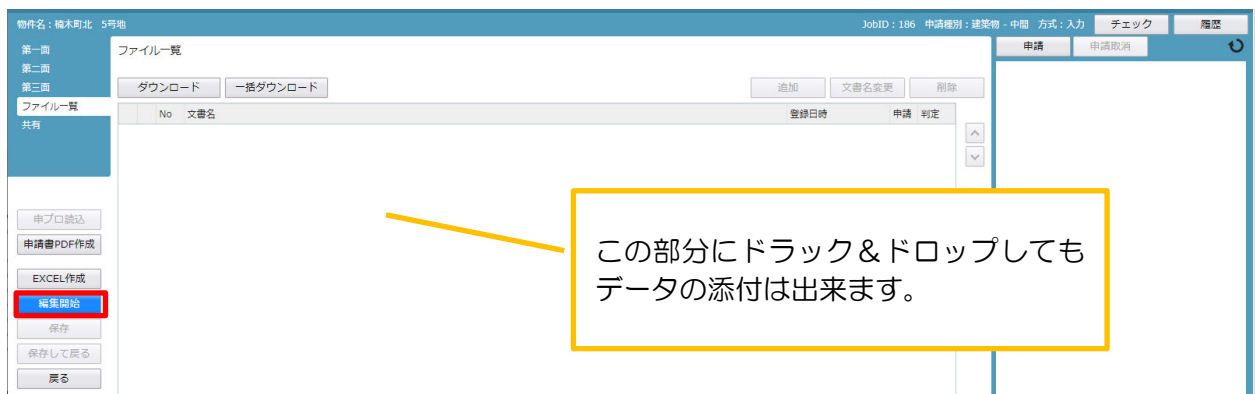 物件名：楠木町北 5号地
JobID：186 申請種別：建築物 - 中間 方式：入力
チェック
履歴
第一面
第二面
第三面
ファイル一覧
共有
ファイル一覧
申請
申請取消
ダウンロード
一括ダウンロード
追加
文書名変更
削除
No 文書名 登録日時 申請 判定
申プロ読込
申請書PDF作成
EXCEL作成
編集開始
保存
保存して戻る
戻る
この部分にドラック＆ドロップしても
データの添付は出来ます。